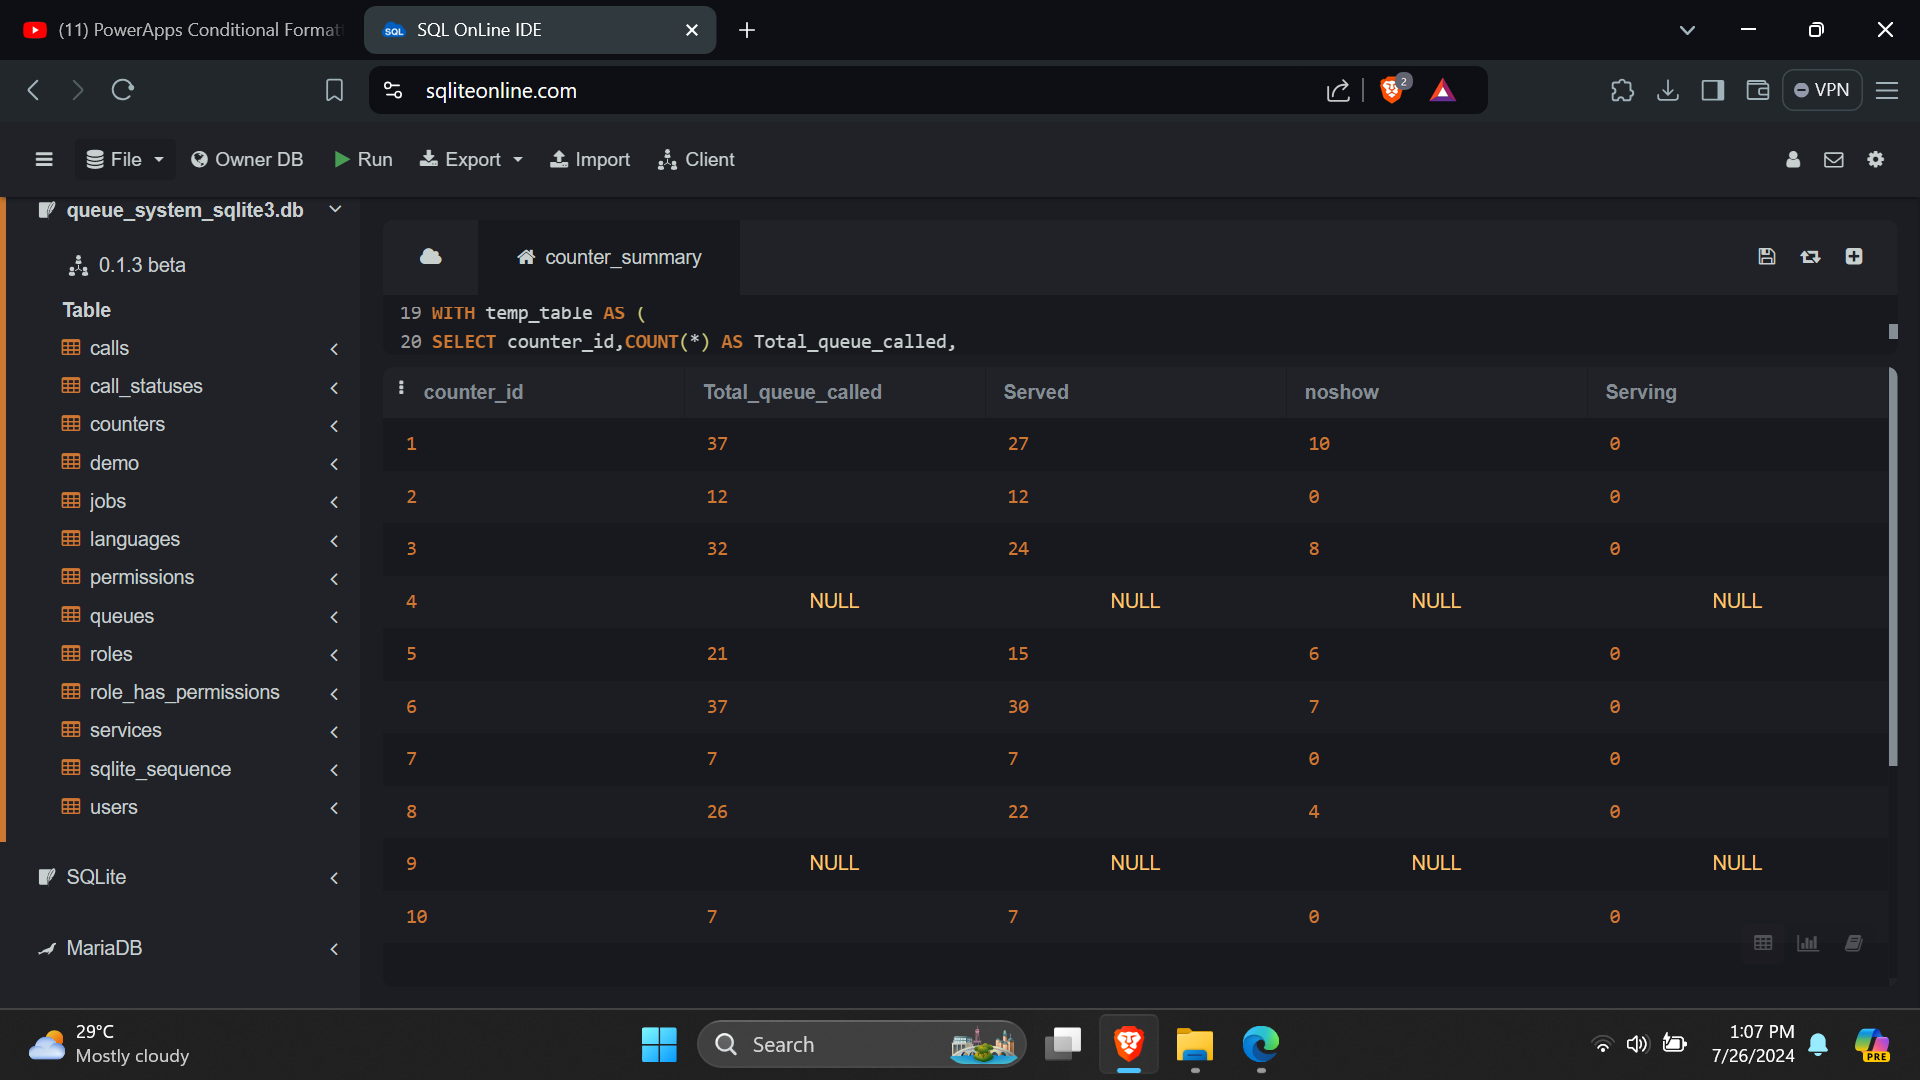 (11) PowerApps Conditional Format
SQL OnLine IDE
sqliteonline.com
2
VPN
File
Owner DB
Run
Export
Import
Client
queue_system_sqlite3.db
0.1.3 beta
Table
calls
call_statuses
counters
demo
jobs
languages
permissions
queues
roles
role_has_permissions
services
sqlite_sequence
users
SQLite
MariaDB
counter_summary
19 WITH temp_table AS (
20 SELECT counter_id,COUNT(*) AS Total_queue_called,
counter_id Total_queue_called Served noshow Serving
1 37 27 10 0
2 12 12 0 0
3 32 24 8 0
4 NULL NULL NULL NULL
5 21 15 6 0
6 37 30 7 0
7 7 7 0 0
8 26 22 4 0
9 NULL NULL NULL NULL
10 7 7 0 0
29°C
Mostly cloudy
Search
1:07 PM
7/26/2024
PRE